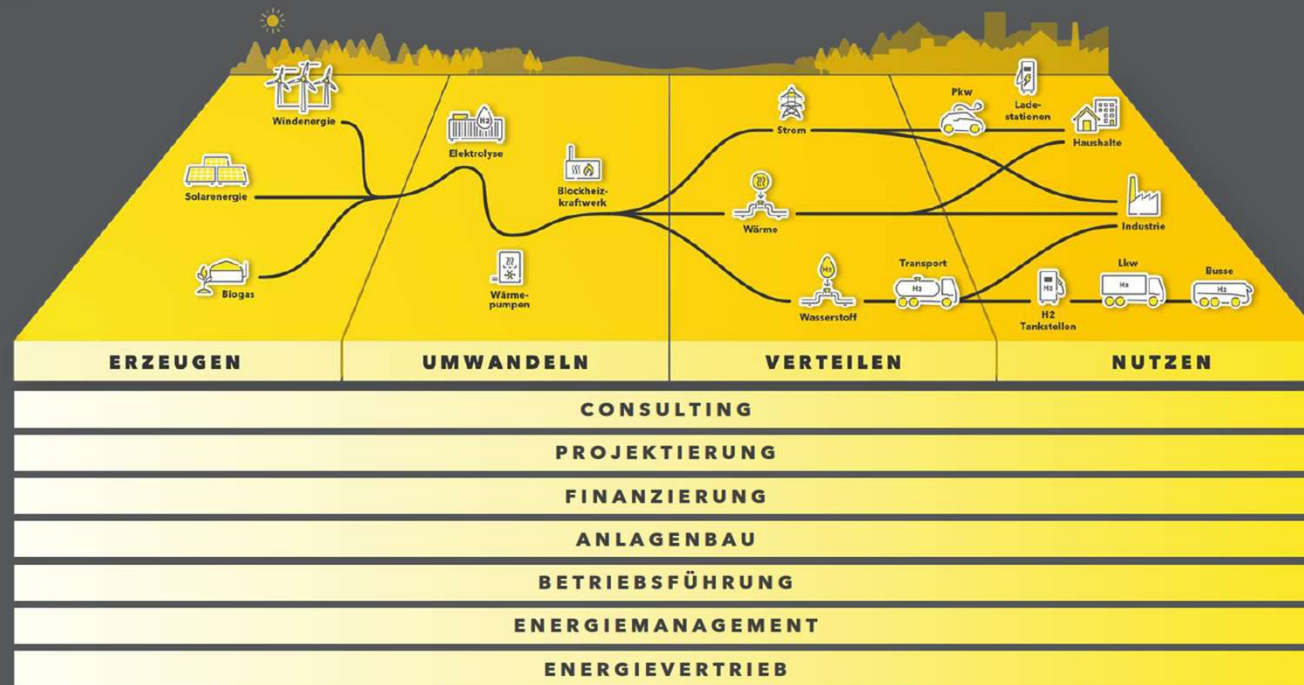 Windenergie
Solarenergie
Biogas
H2
Elektrolyse
Wärme-
pumpen
Blockheiz-
kraftwerk
Strom
Wärme
H2
Wasserstoff
Transport
H2
Pkw
Lade-
stationen
Haushalte
Industrie
H2
H2
Tankstellen
Lkw
H2
Busse
H2
ERZEUGEN
UMWANDELN
VERTEILEN
NUTZEN
CONSULTING
PROJEKTIERUNG
FINANZIERUNG
ANLAGENBAU
BETRIEBSFÜHRUNG
ENERGIEMANAGEMENT
ENERGIEVERTRIEB